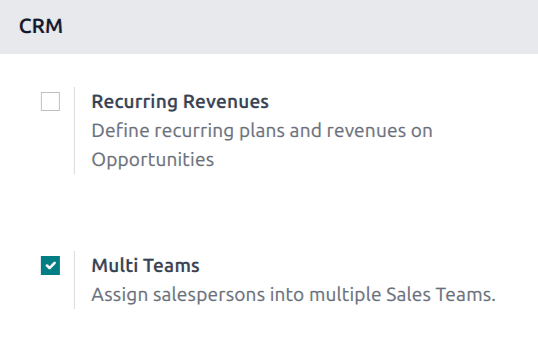 CRM
Recurring Revenues
Define recurring plans and revenues on
Opportunities
Multi Teams
Assign salespersons into multiple Sales Teams.